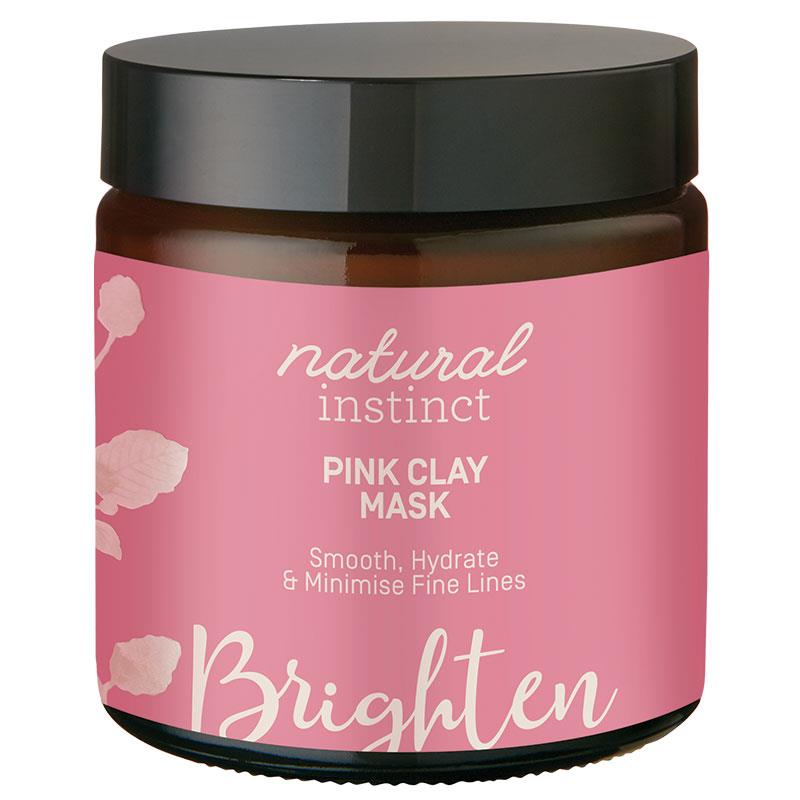 natural
instinct
PINK CLAY
MASK
Smooth, Hydrate
& Minimise Fine Lines
Brighten